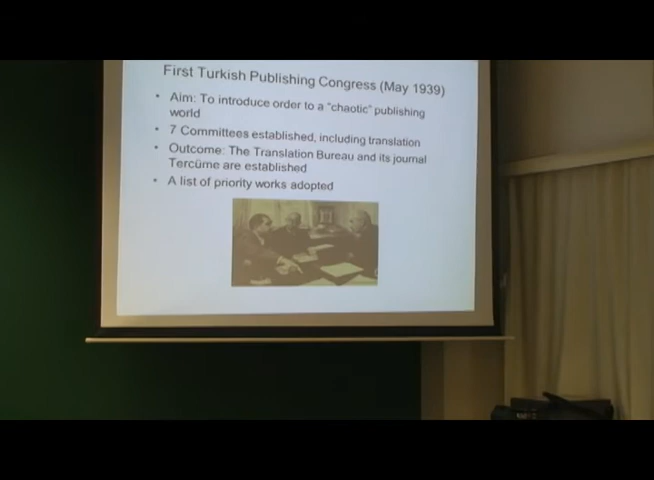 First Turkish Publishing Congress (May 1939)
• Aim: To introduce order to a "chaotic" publishing
world
• 7 Committees established, including translation
• Outcome: The Translation Bureau and its journal
Tercüme are established
• A list of priority works adopted